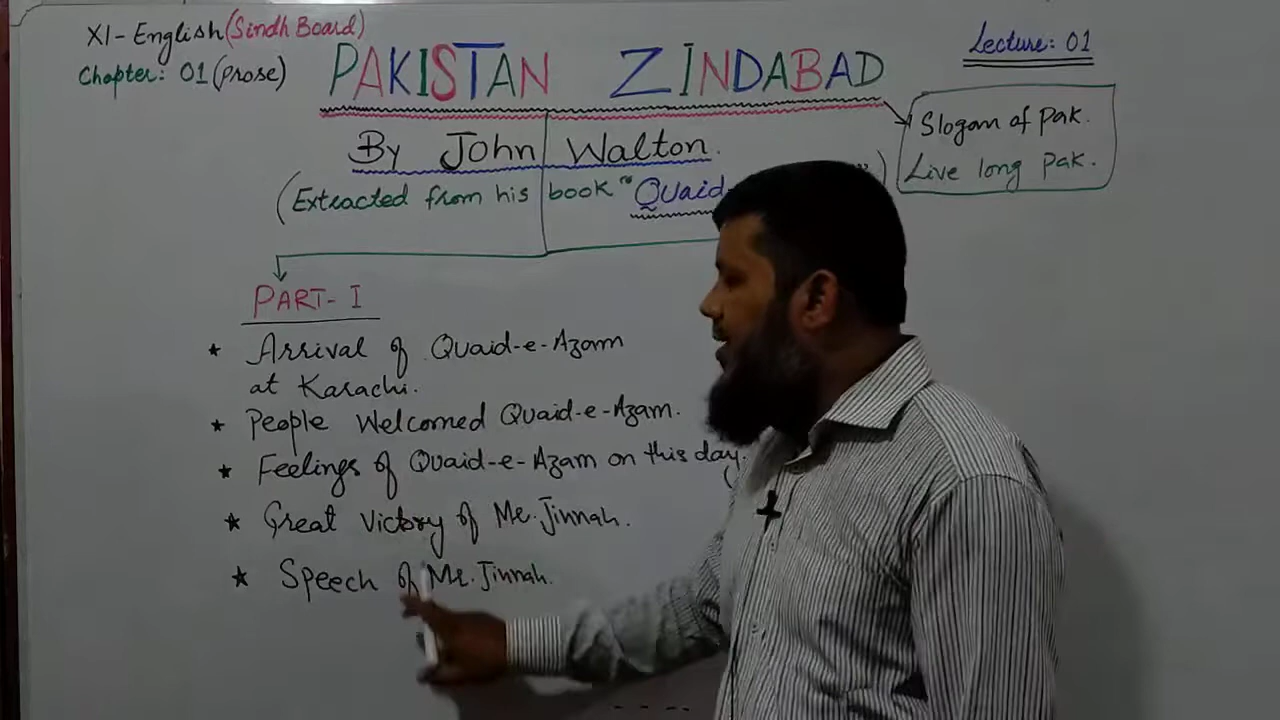 XI-English (Sindh Board)
Chapter: 01 (Prose)
Lecture: 01
PAKISTAN ZINDABAD
Slogan of Pak.
Live long Pak.
By John Walton.
(Extracted from his book "Quaid-
PART-I
★ Arrival of Quaid-e-Azam
at Karachi.
★ People Welcomed Quaid-e-Azam.
★ Feelings of Quaid-e-Azam on this day.
★ Great Victory of Mr. Jinnah.
★ Speech of Mr. Jinnah.